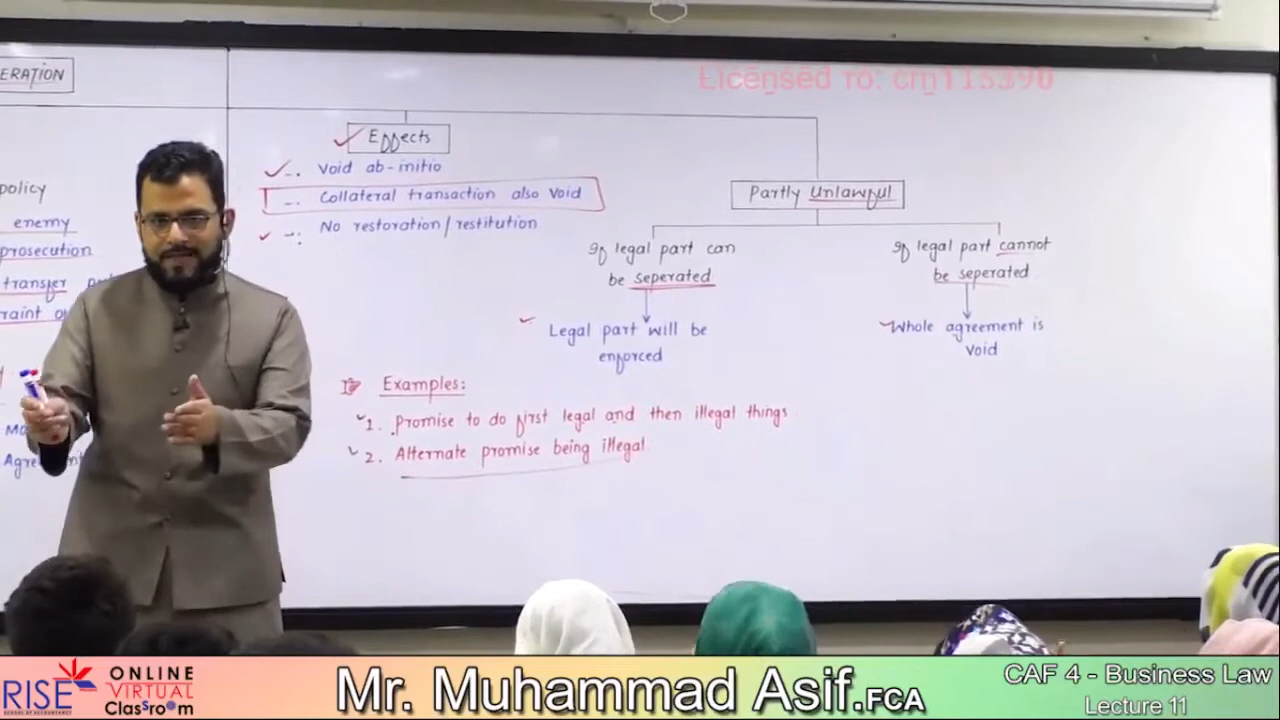 ERATION
Licensed to: cm115390
Effects
-. Void ab-initio
-. Collateral transaction also Void
-. No restoration/restitution
policy
enemy
prosecution
transfer
Partly Unlawful
If legal part can
be seperated
Legal part will be
enforced
If legal part cannot
be seperated
Whole agreement is
Void
Examples:
1. Promise to do first legal and then illegal things
2. Alternate promise being illegal
RISE
SCHOOL OF ACCOUNTANCY
ONLINE
VIRTUAL
Classroom
Mr. Muhammad Asif.FCA
CAF 4 - Business Law
Lecture 11